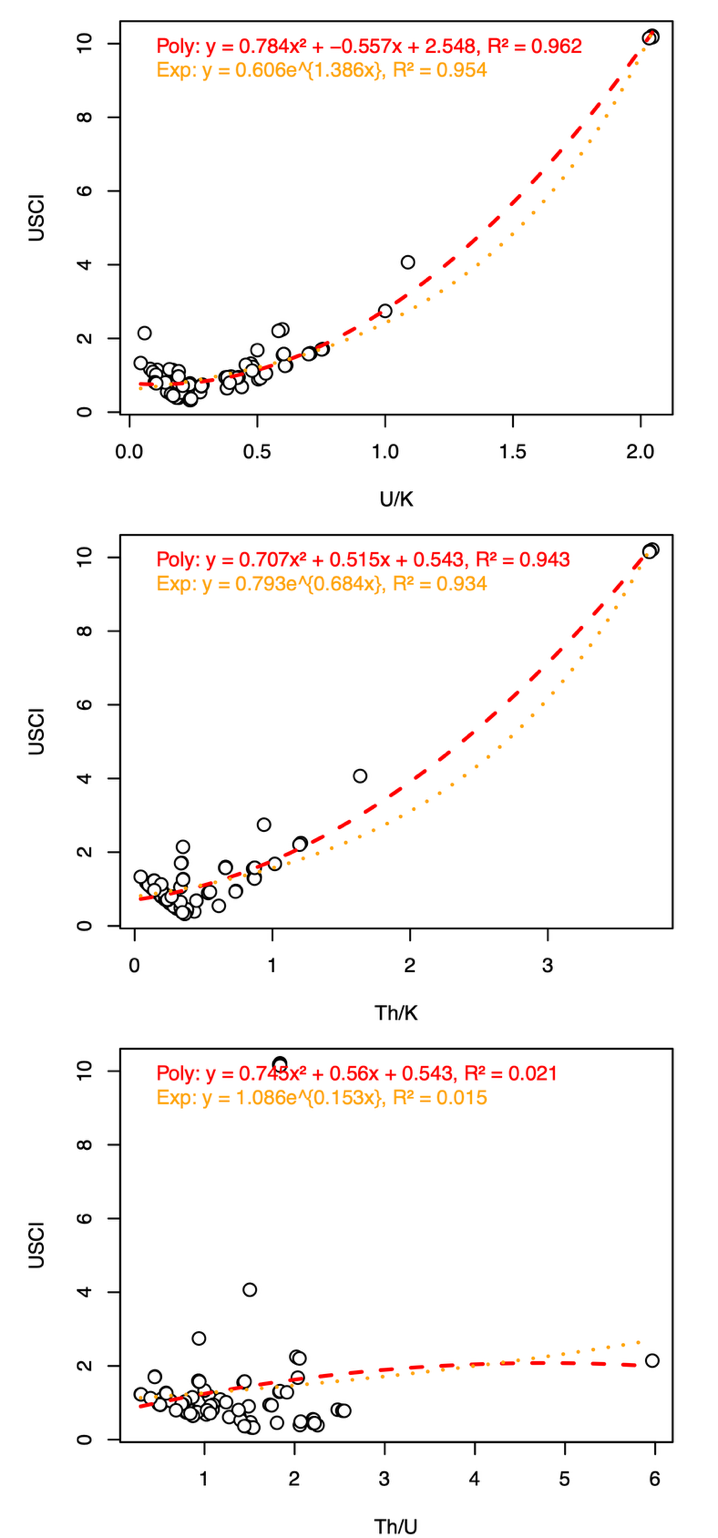 Poly: y = 0.784x² + −0.557x + 2.548, R² = 0.962
Exp: y = 0.606e^{1.386x}, R² = 0.954
10
8
6
4
2
0
USCI
0.0 0.5 1.0 1.5 2.0
U/K
Poly: y = 0.707x² + 0.515x + 0.543, R² = 0.943
Exp: y = 0.793e^{0.684x}, R² = 0.934
10
8
6
4
2
0
USCI
0 1 2 3
Th/K
Poly: y = 0.745x² + 0.56x + 0.543, R² = 0.021
Exp: y = 1.086e^{0.153x}, R² = 0.015
10
8
6
4
2
0
USCI
1 2 3 4 5 6
Th/U